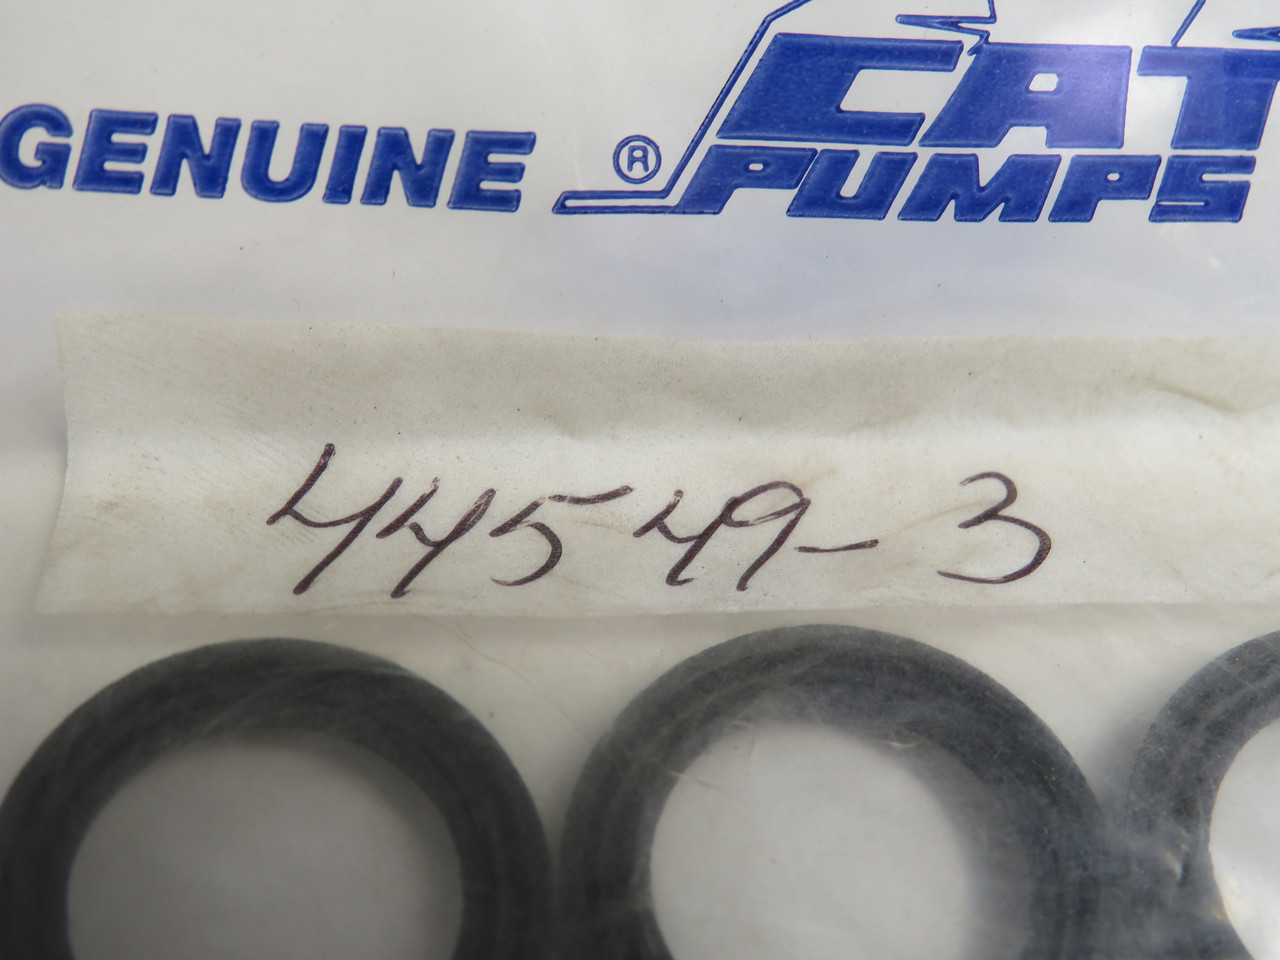 GENUINE ® CAT
PUMPS
44549-3